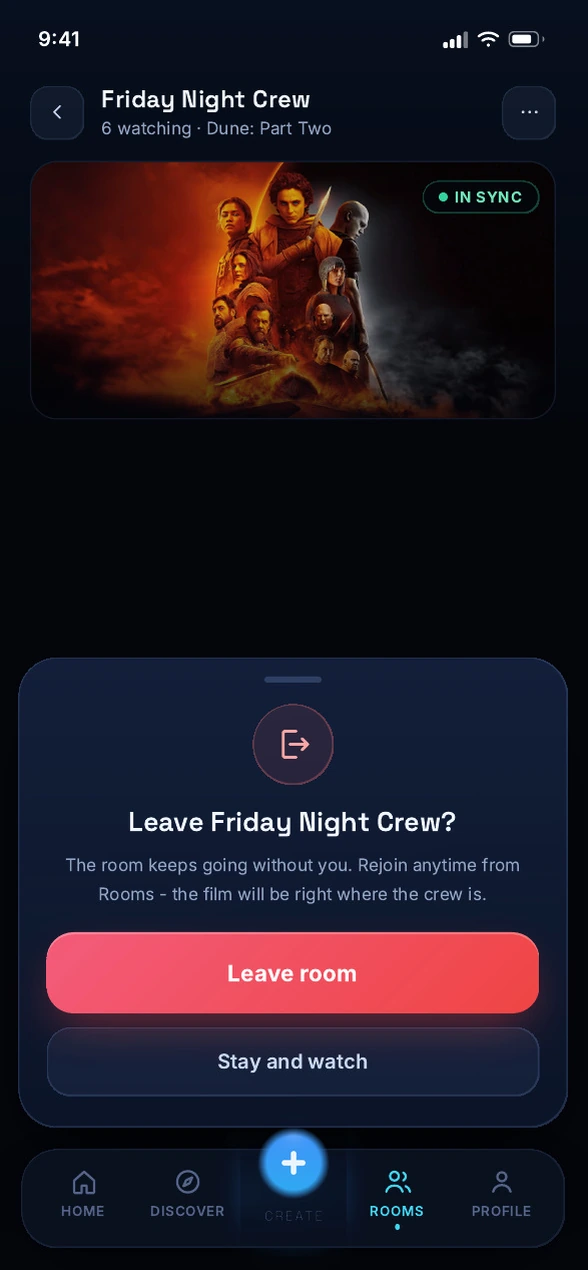 9:41
Friday Night Crew
6 watching · Dune: Part Two
IN SYNC
Leave Friday Night Crew?
The room keeps going without you. Rejoin anytime from
Rooms - the film will be right where the crew is.
Leave room
Stay and watch
HOME
DISCOVER
CREATE
ROOMS
PROFILE